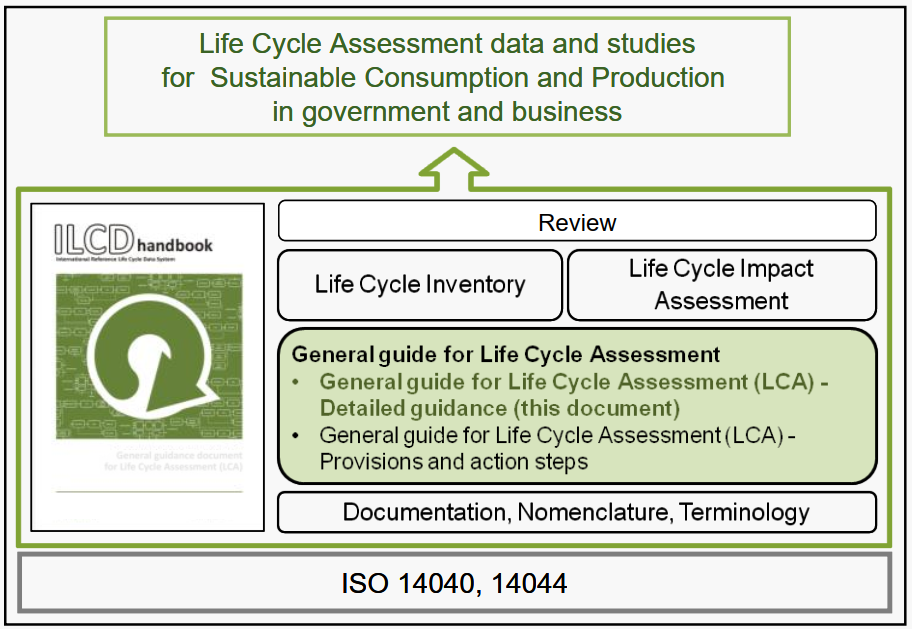 Life Cycle Assessment data and studies
for Sustainable Consumption and Production
in government and business
ILCD handbook
International Reference Life Cycle Data System
General guidance document
for Life Cycle Assessment (LCA)
Review
Life Cycle Inventory
Life Cycle Impact
Assessment
General guide for Life Cycle Assessment
• General guide for Life Cycle Assessment (LCA) -
Detailed guidance (this document)
• General guide for Life Cycle Assessment (LCA) -
Provisions and action steps
Documentation, Nomenclature, Terminology
ISO 14040, 14044